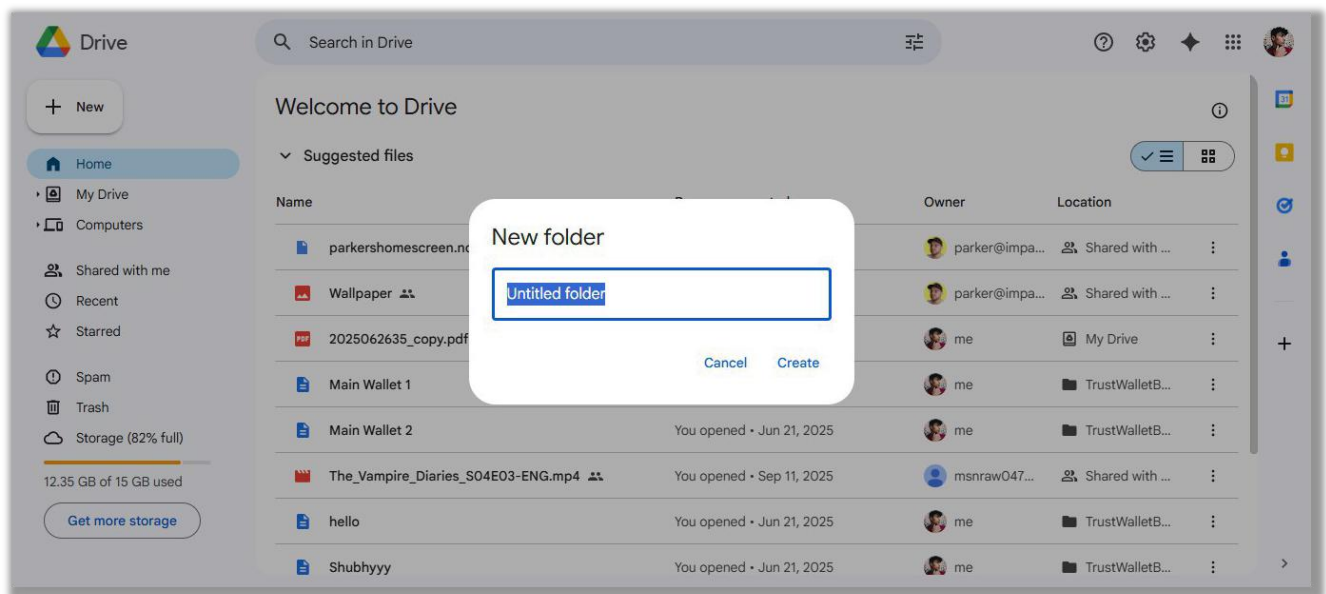 Drive
Search in Drive
New
Welcome to Drive
Suggested files
Home
My Drive
Computers
Shared with me
Recent
Starred
Spam
Trash
Storage (82% full)
12.35 GB of 15 GB used
Get more storage
Name Owner Location
parkershomescreen. parker@impa... Shared with ...
Wallpaper parker@impa... Shared with ...
PDF 2025062635_copy.pdf me My Drive
Main Wallet 1 me TrustWalletB...
Main Wallet 2 You opened • Jun 21, 2025 me TrustWalletB...
The_Vampire_Diaries_S04E03-ENG.mp4 You opened • Sep 11, 2025 msnraw047... Shared with ...
hello You opened • Jun 21, 2025 me TrustWalletB...
Shubhyyy You opened • Jun 21, 2025 me TrustWalletB...
New folder
Untitled folder
Cancel Create
31